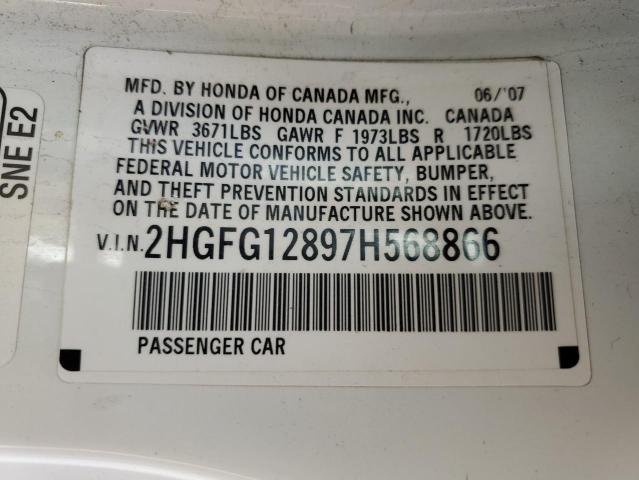 MFD. BY HONDA OF CANADA MFG., 06/'07
A DIVISION OF HONDA CANADA INC. CANADA
GVWR 3671LBS GAWR F 1973LBS R 1720LBS
THIS VEHICLE CONFORMS TO ALL APPLICABLE
FEDERAL MOTOR VEHICLE SAFETY, BUMPER,
AND THEFT PREVENTION STANDARDS IN EFFECT
ON THE DATE OF MANUFACTURE SHOWN ABOVE.
V.I.N. 2HGFG12897H568866
PASSENGER CAR
SNE E2